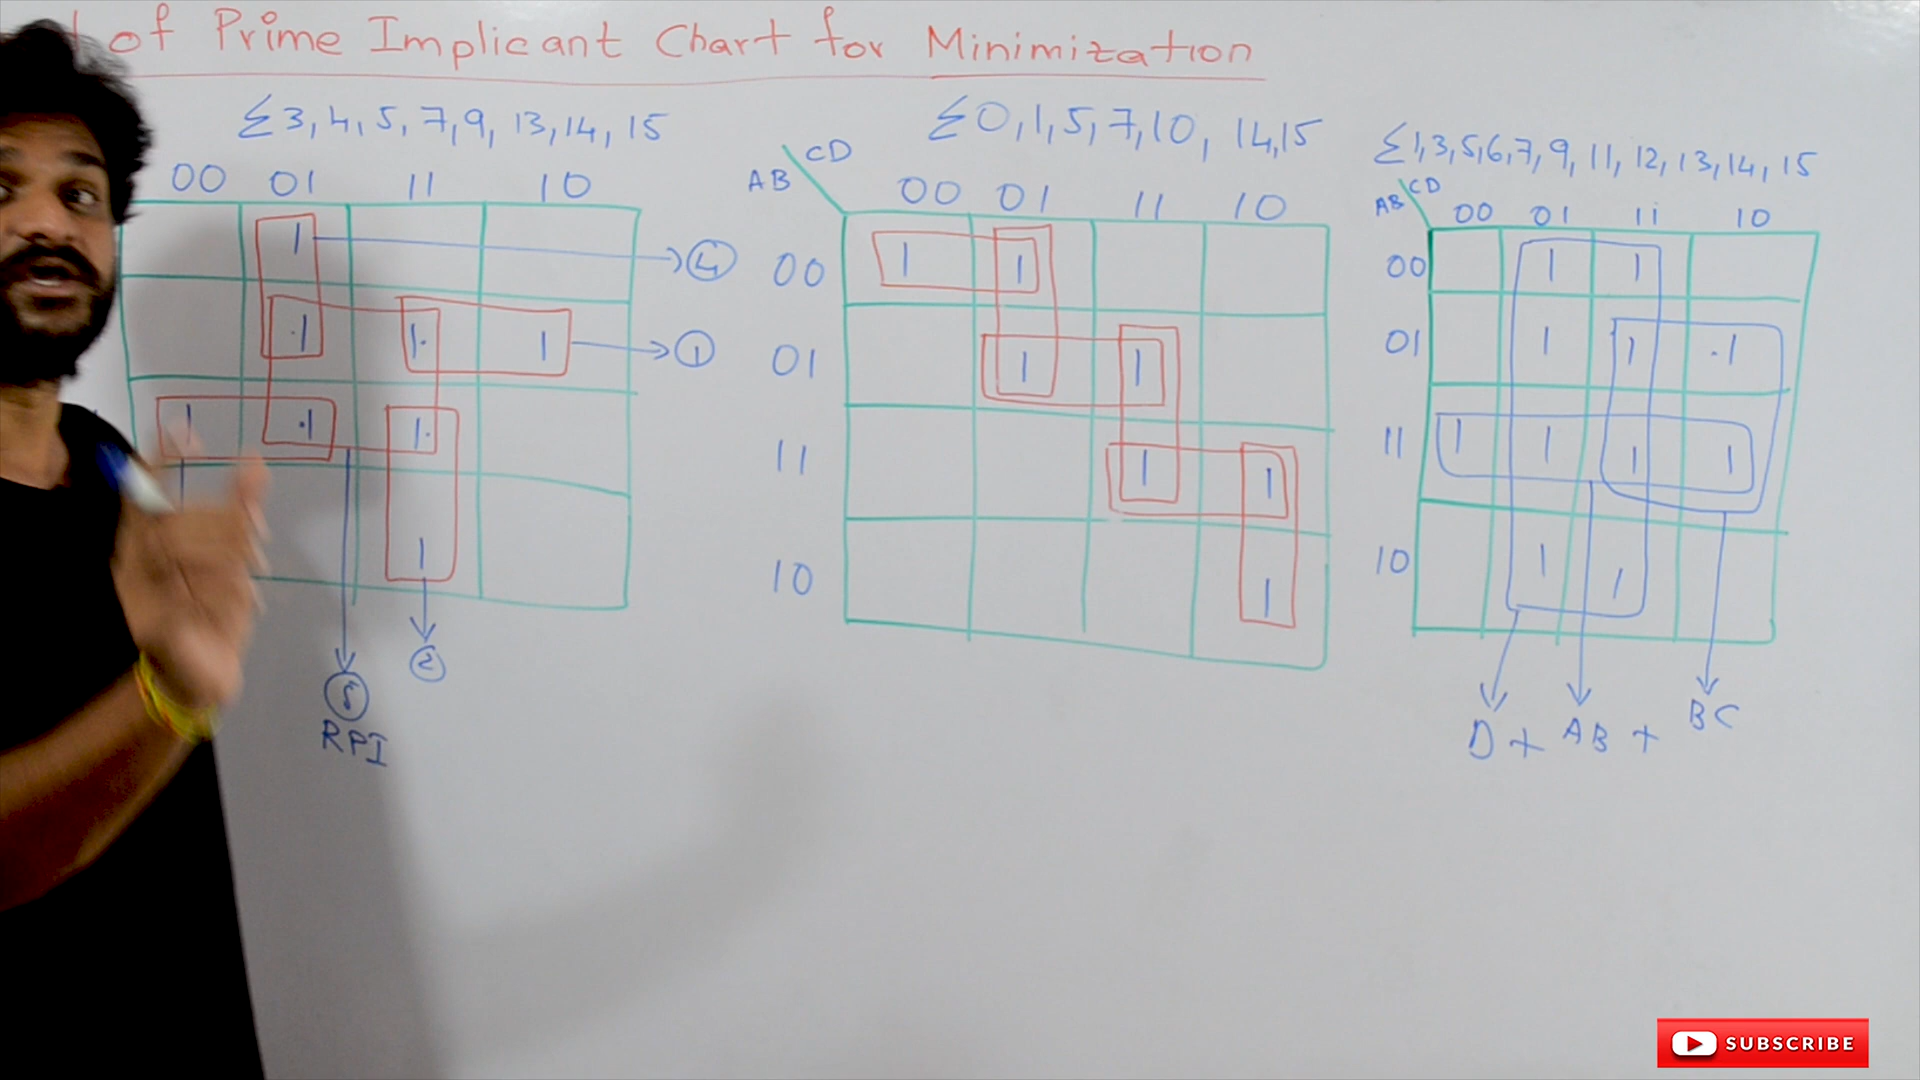 of Prime Implicant Chart for Minimization
Σ3,4,5,7,9,13,14,15
00 01 11 10
1
→ 4
1 1 1
→ 1
1 1 1
1
5
RPI
2
Σ0,1,5,7,10,14,15
AB CD
00 01 11 10
00 1 1
01 1 1
11 1 1
10 1
Σ1,3,5,6,7,9,11,12,13,14,15
AB CD
00 01 11 10
00 1 1
01 1 1 1
11 1 1 1 1
10 1 1
D + AB + BC
SUBSCRIBE